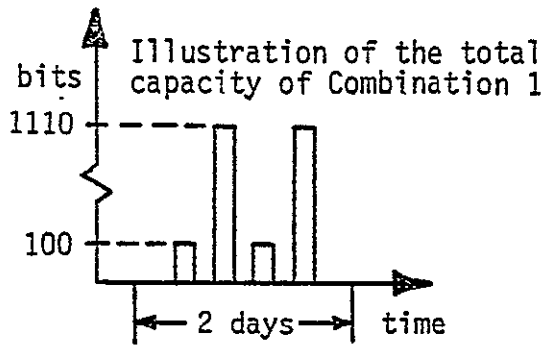 Illustration of the total
capacity of Combination 1
bits
1110
100
2 days
time